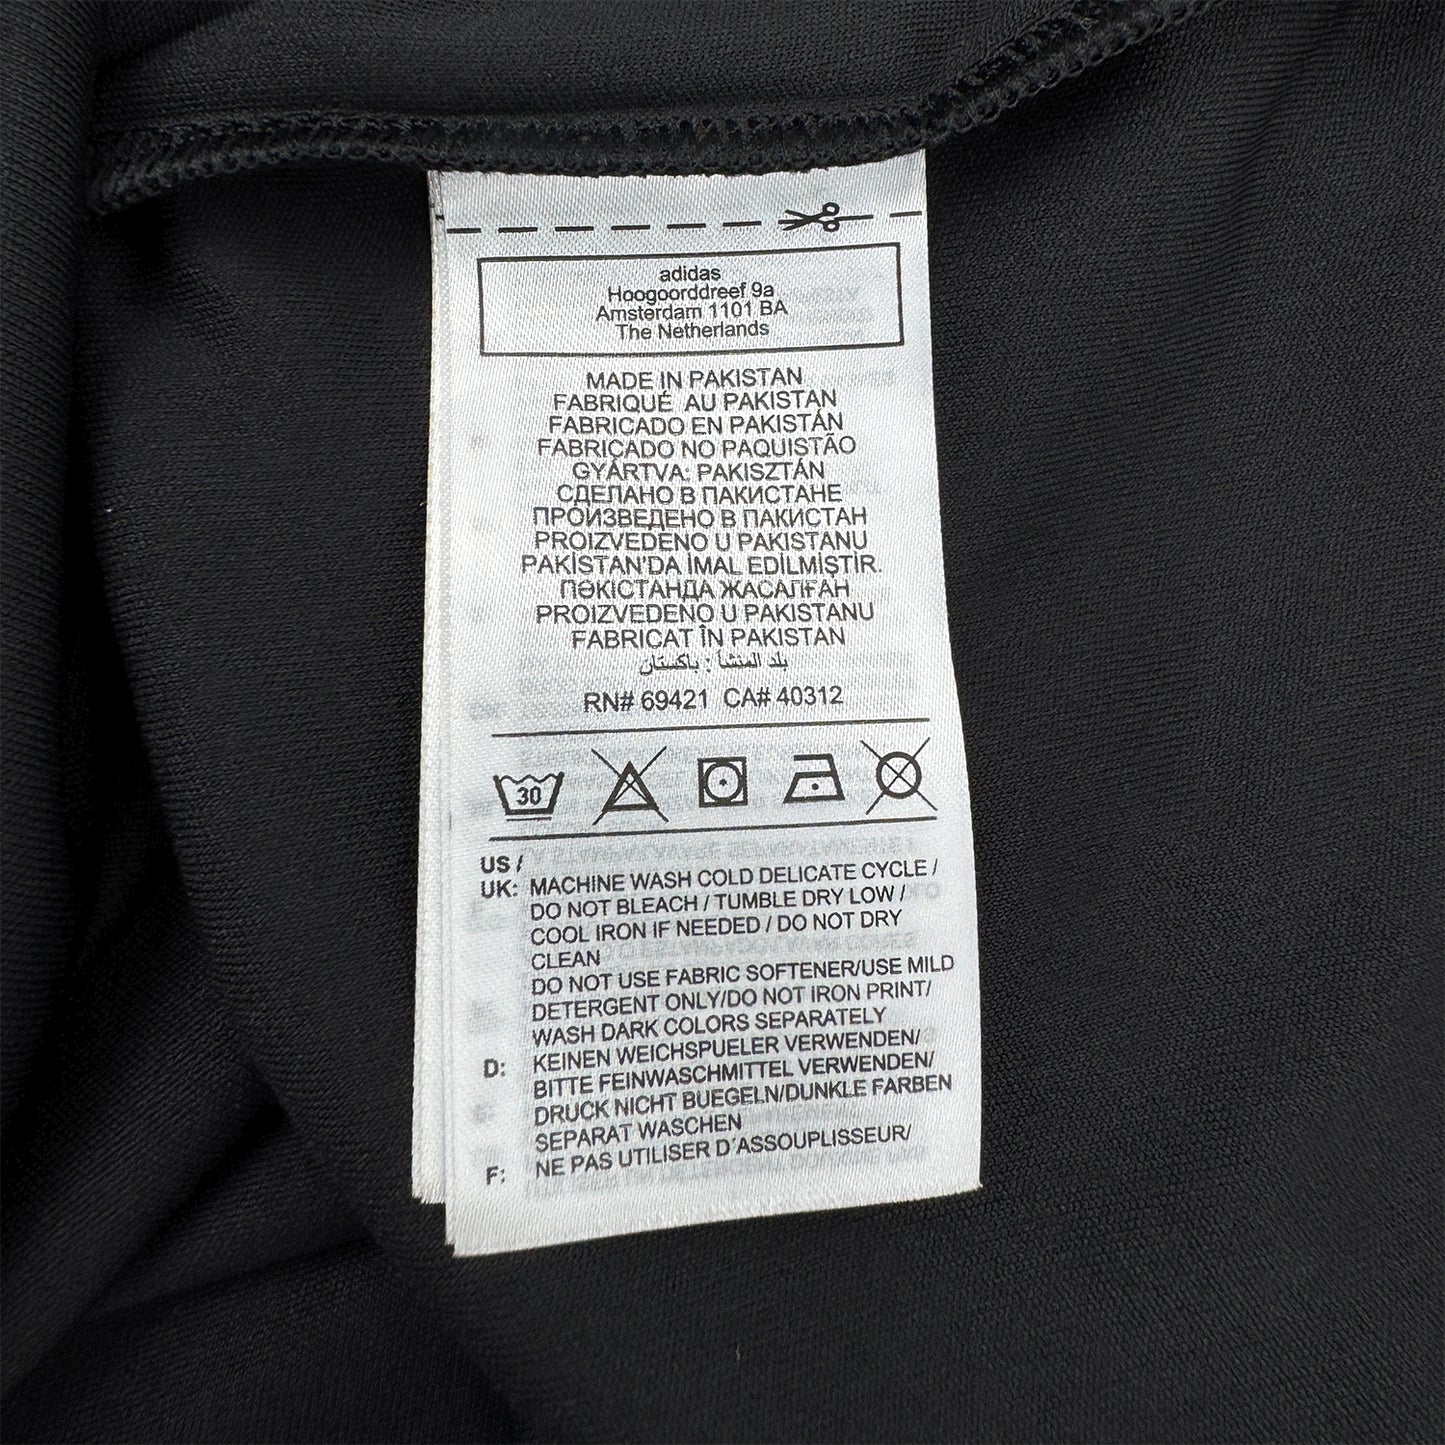 adidas
Hoogoorddreef 9a
Amsterdam 1101 BA
The Netherlands
MADE IN PAKISTAN
FABRIQUÉ AU PAKISTAN
FABRICADO EN PAKISTÁN
FABRICADO NO PAQUISTÃO
GYÁRTVA: PAKISZTÁN
СДЕЛАНО В ПАКИСТАНЕ
ПРОИЗВЕДЕНО В ПАКИСТАН
PROIZVEDENO U PAKISTANU
PAKİSTAN'DA İMAL EDİLMİŞTİR.
ПӘКІСТАНДА ЖАСАЛҒАН
PROIZVEDENO U PAKISTANU
FABRICAT ÎN PAKISTAN
بلد المنشأ : باكستان
RN# 69421 CA# 40312
30
US /
UK: MACHINE WASH COLD DELICATE CYCLE /
DO NOT BLEACH / TUMBLE DRY LOW /
COOL IRON IF NEEDED / DO NOT DRY
CLEAN
DO NOT USE FABRIC SOFTENER/USE MILD
DETERGENT ONLY/DO NOT IRON PRINT/
WASH DARK COLORS SEPARATELY
D: KEINEN WEICHSPUELER VERWENDEN/
BITTE FEINWASCHMITTEL VERWENDEN/
DRUCK NICHT BUEGELN/DUNKLE FARBEN
SEPARAT WASCHEN
F: NE PAS UTILISER D´ASSOUPLISSEUR/